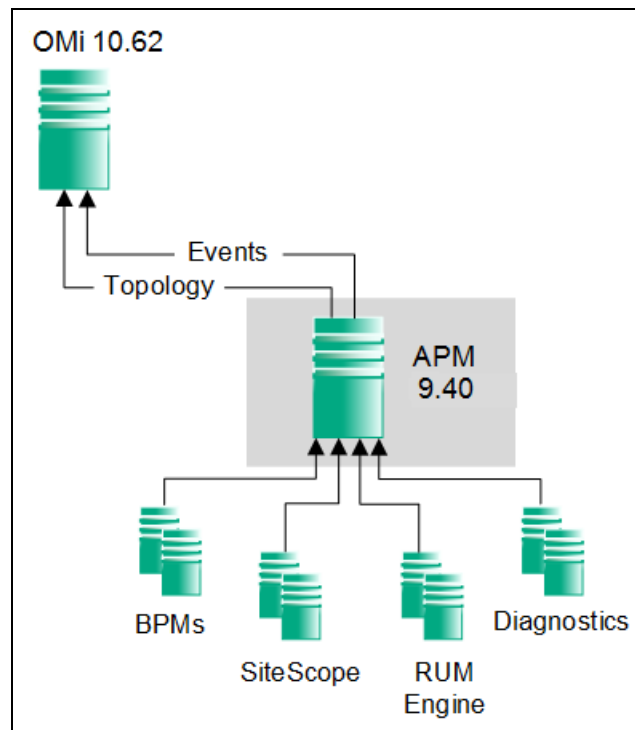 OMi 10.62
Events
Topology
APM
9.40
BPMs
SiteScope
RUM
Engine
Diagnostics